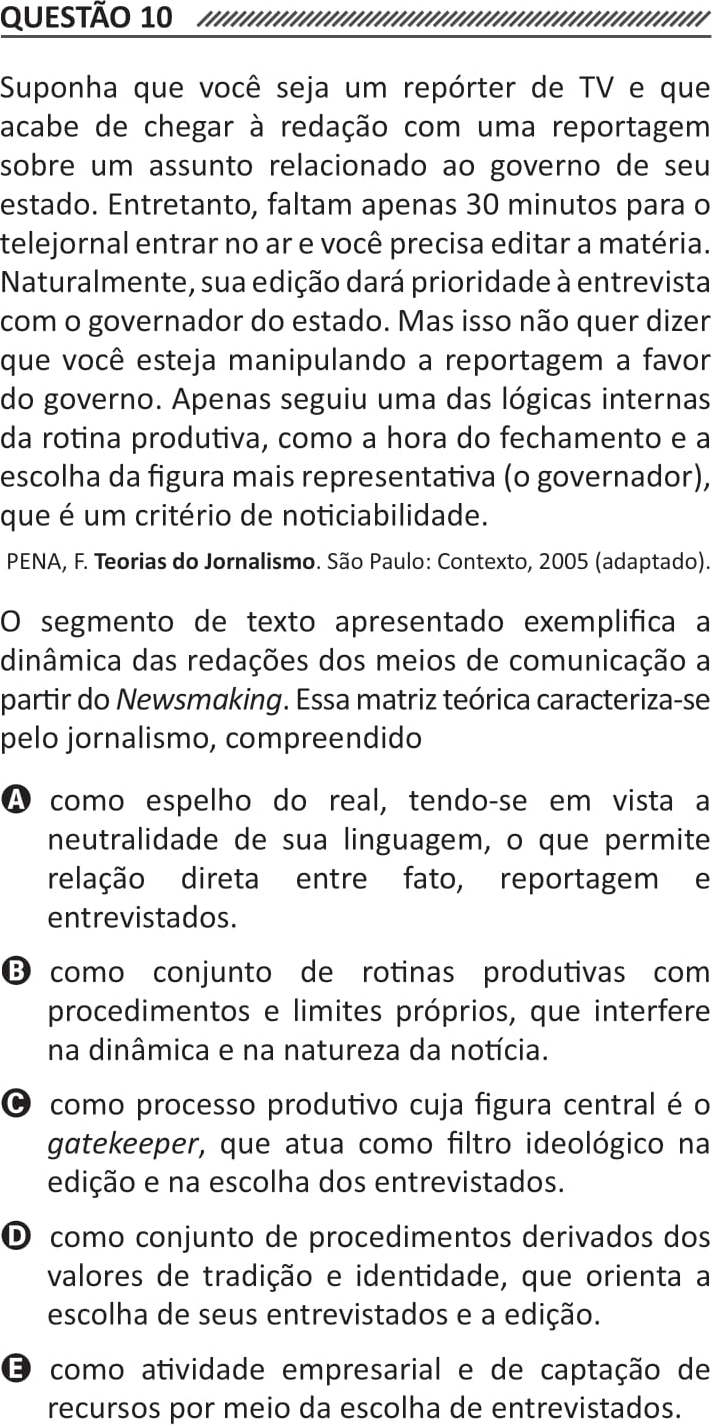 QUESTÃO 10
Suponha que você seja um repórter de TV e que
acabe de chegar à redação com uma reportagem
sobre um assunto relacionado ao governo de seu
estado. Entretanto, faltam apenas 30 minutos para o
telejornal entrar no ar e você precisa editar a matéria.
Naturalmente, sua edição dará prioridade à entrevista
com o governador do estado. Mas isso não quer dizer
que você esteja manipulando a reportagem a favor
do governo. Apenas seguiu uma das lógicas internas
da rotina produtiva, como a hora do fechamento e a
escolha da figura mais representativa (o governador),
que é um critério de noticiabilidade.
PENA, F. Teorias do Jornalismo. São Paulo: Contexto, 2005 (adaptado).
O segmento de texto apresentado exemplifica a
dinâmica das redações dos meios de comunicação a
partir do Newsmaking. Essa matriz teórica caracteriza-se
pelo jornalismo, compreendido
A como espelho do real, tendo-se em vista a
neutralidade de sua linguagem, o que permite
relação direta entre fato, reportagem e
entrevistados.
B como conjunto de rotinas produtivas com
procedimentos e limites próprios, que interfere
na dinâmica e na natureza da notícia.
C como processo produtivo cuja figura central é o
gatekeeper, que atua como filtro ideológico na
edição e na escolha dos entrevistados.
D como conjunto de procedimentos derivados dos
valores de tradição e identidade, que orienta a
escolha de seus entrevistados e a edição.
E como atividade empresarial e de captação de
recursos por meio da escolha de entrevistados.